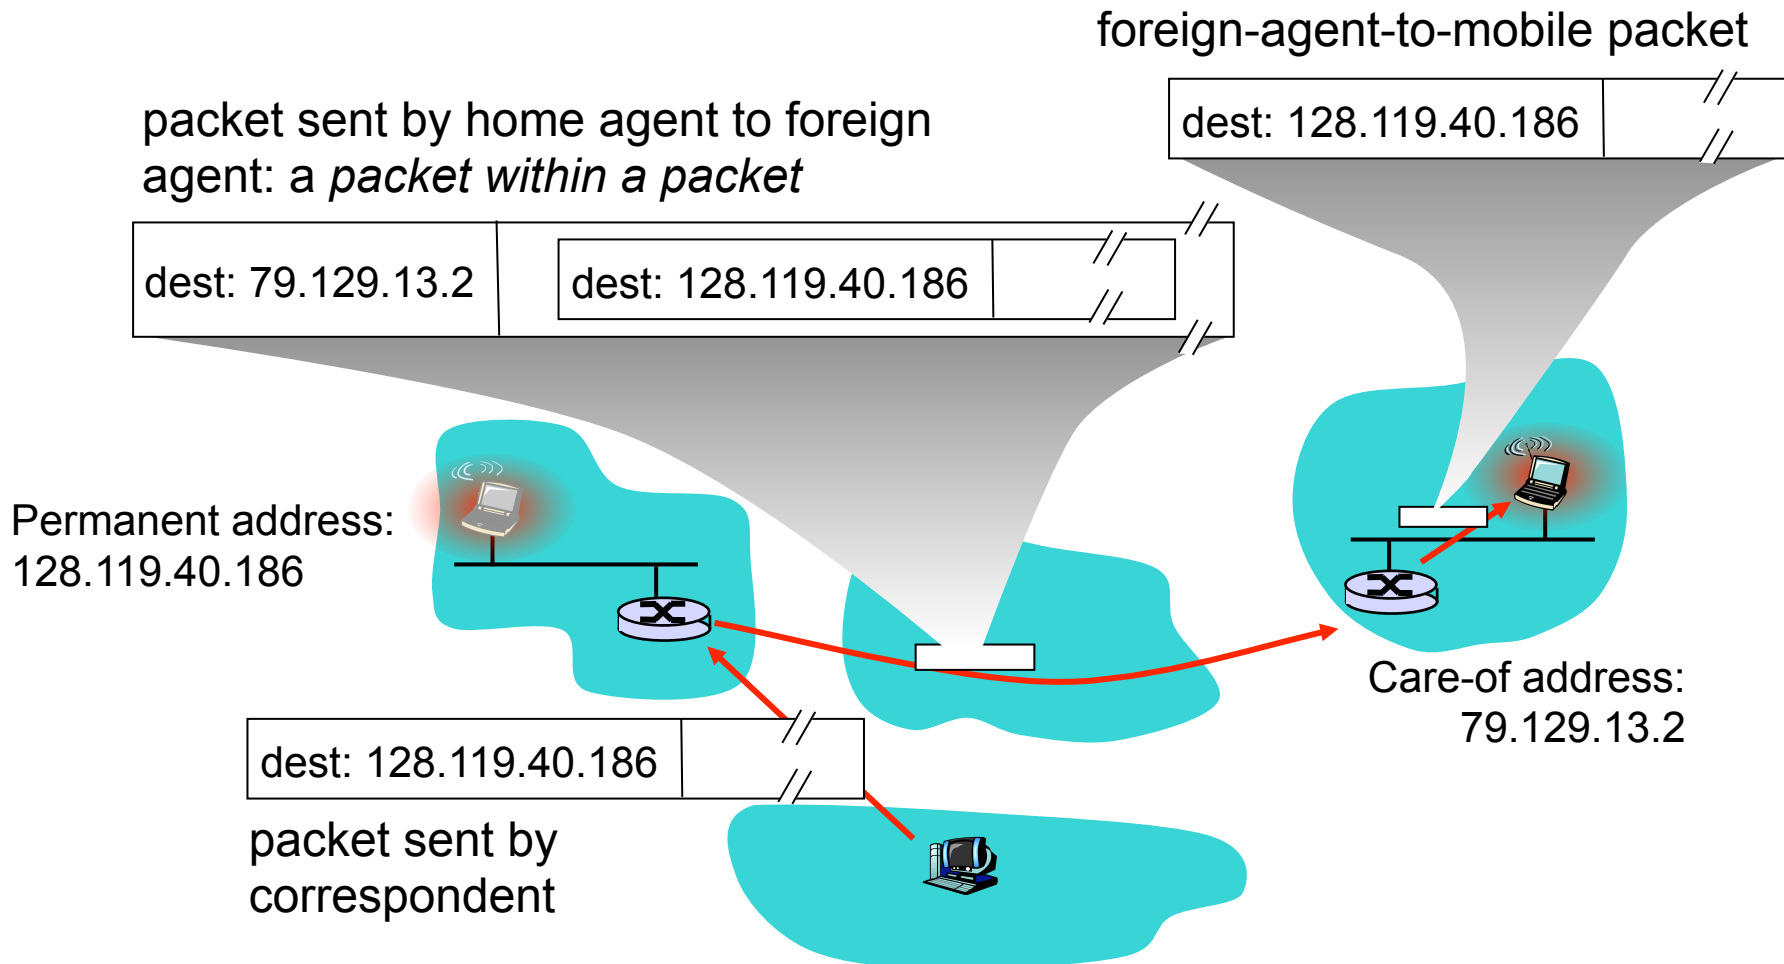 foreign-agent-to-mobile packet
dest: 128.119.40.186
packet sent by home agent to foreign
agent: a packet within a packet
dest: 79.129.13.2
dest: 128.119.40.186
Permanent address:
128.119.40.186
Care-of address:
79.129.13.2
dest: 128.119.40.186
packet sent by
correspondent